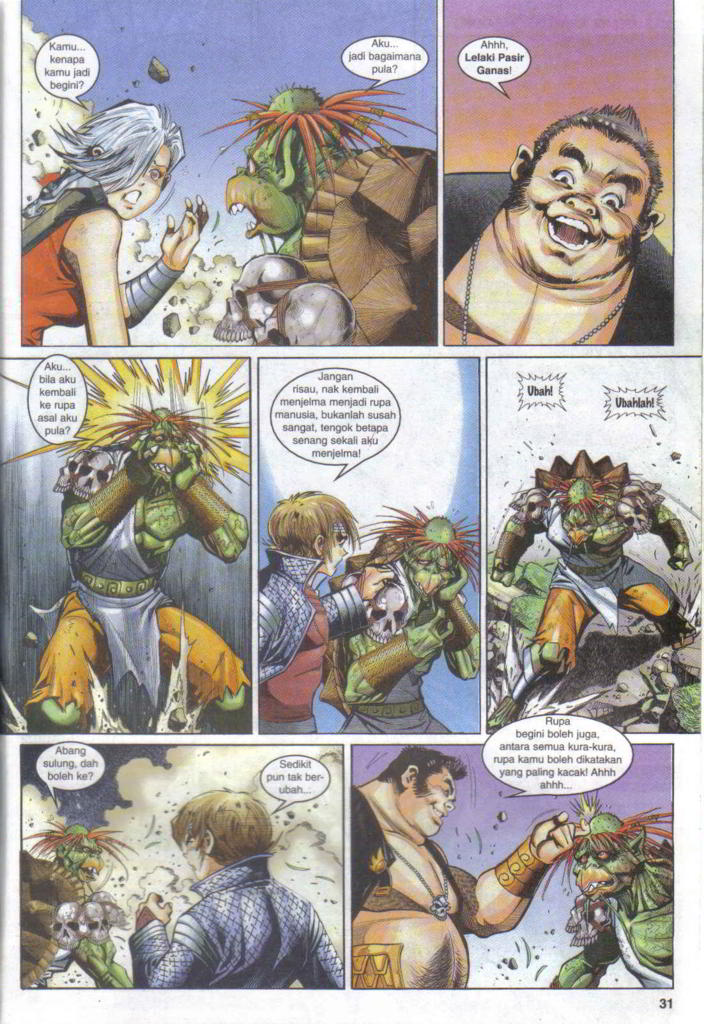 Kamu...
kenapa
kamu jadi
begini?
Aku...
jadi bagaimana
pula?
Ahhh,
Lelaki Pasir
Ganas!
Aku...
bila aku
kembali
ke rupa
asal aku
pula?
Jangan
risau, nak kembali
menjelma menjadi rupa
manusia, bukanlah susah
sangat, tengok betapa
senang sekali aku
menjelma!
Ubah!
Ubahlah!
Abang
sulung, dah
boleh ke?
Sedikit
pun tak ber-
ubah...
Rupa
begini boleh juga,
antara semua kura-kura,
rupa kamu boleh dikatakan
yang paling kacak! Ahhh
ahhh...
31